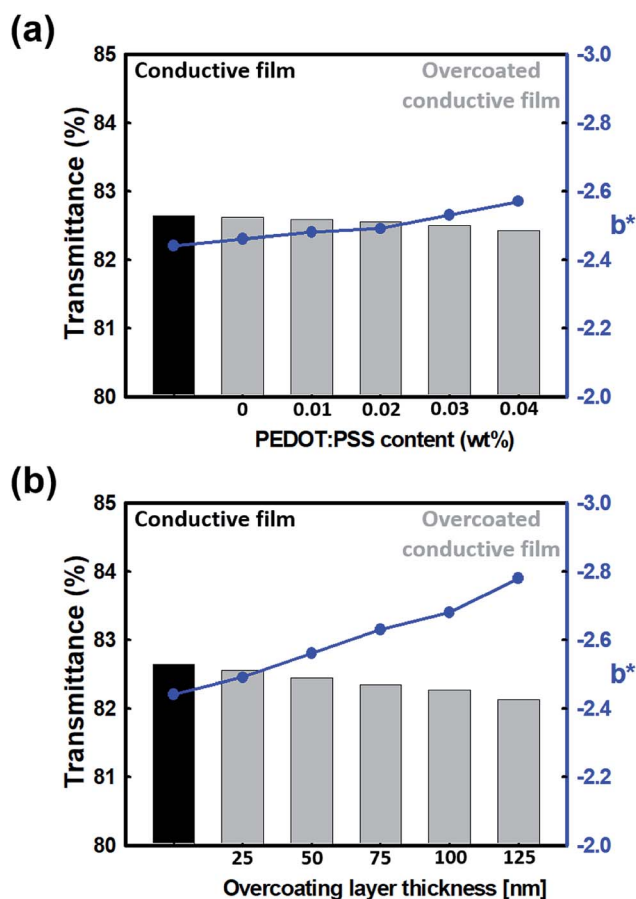 (a)
85
84
83
82
81
80
Transmittance (%)
Conductive film
Overcoated
conductive film
-3.0
-2.8
-2.6
-2.4
-2.2
-2.0
b*
0 0.01 0.02 0.03 0.04
PEDOT:PSS content (wt%)
(b)
85
84
83
82
81
80
Transmittance (%)
Conductive film
Overcoated
conductive film
-3.0
-2.8
-2.6
-2.4
-2.2
-2.0
b*
25 50 75 100 125
Overcoating layer thickness [nm]